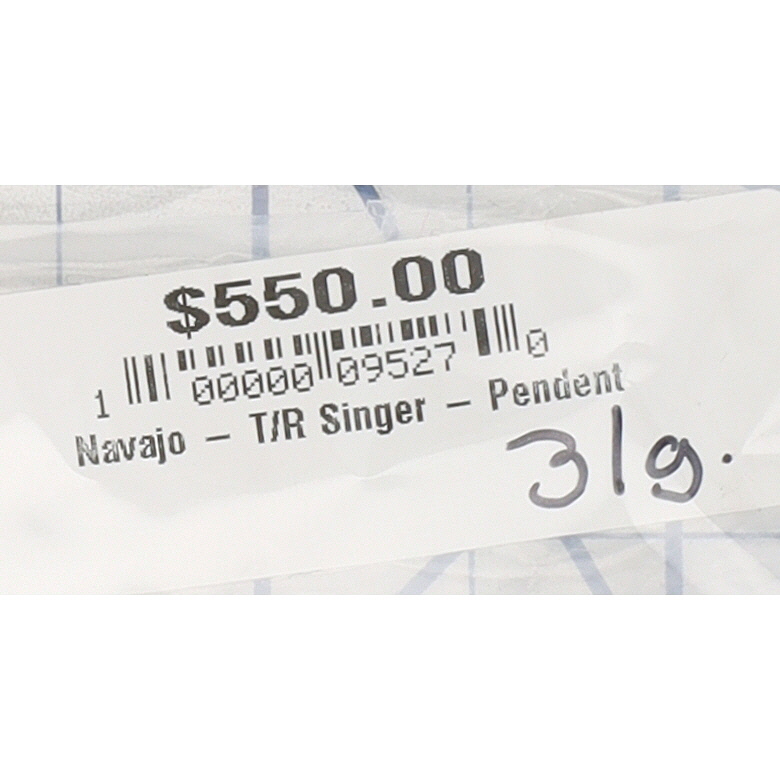 $550.00
1 00000 09527 0
Navajo – T/R Singer – Pendent
31g.